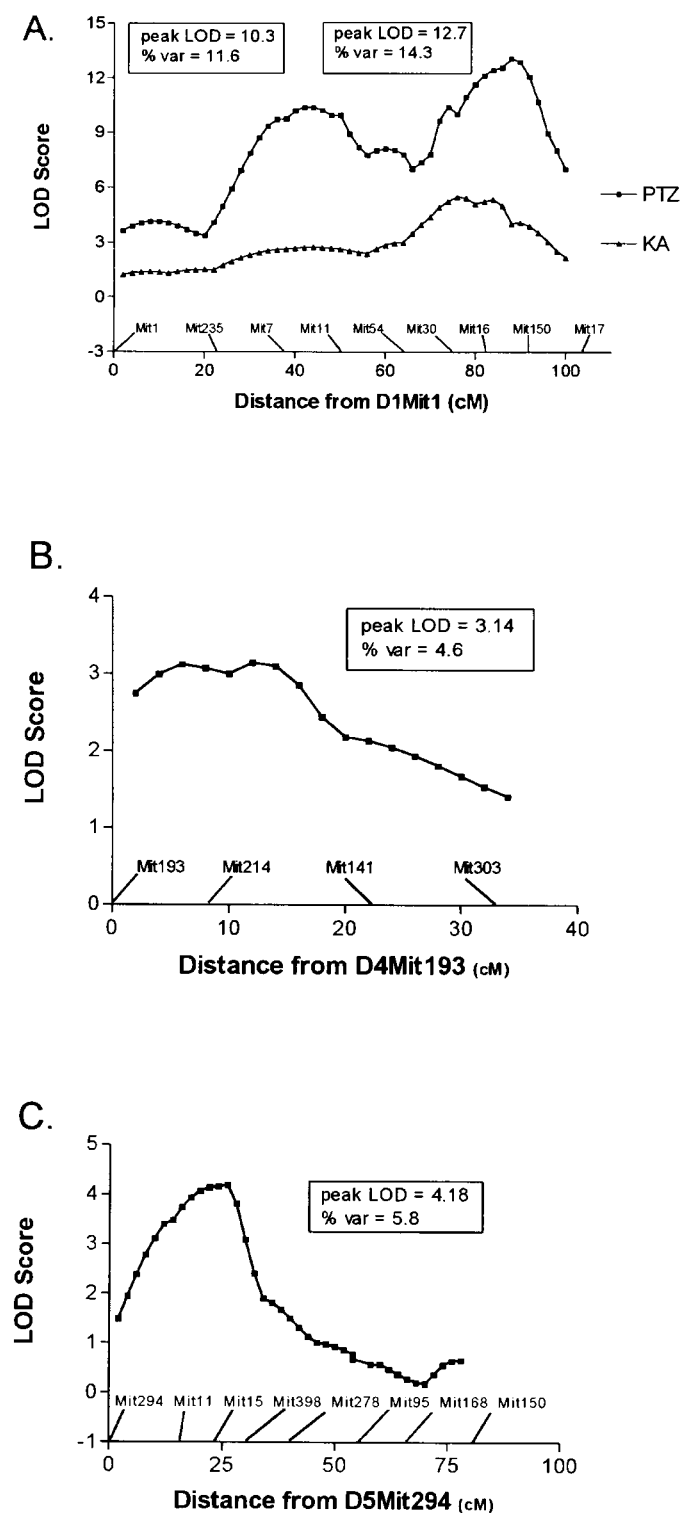 A.
peak LOD = 10.3
% var = 11.6
peak LOD = 12.7
% var = 14.3
15
12
9
6
3
0
-3
LOD Score
PTZ
KA
Mit1 Mit235 Mit7 Mit11 Mit54 Mit30 Mit16 Mit150 Mit17
0 20 40 60 80 100
Distance from D1Mit1 (cM)
B.
peak LOD = 3.14
% var = 4.6
4
3
2
1
0
LOD Score
Mit193 Mit214 Mit141 Mit303
0 10 20 30 40
Distance from D4Mit193 (cM)
C.
peak LOD = 4.18
% var = 5.8
5
4
3
2
1
0
-1
LOD Score
Mit294 Mit11 Mit15 Mit398 Mit278 Mit95 Mit168 Mit150
0 25 50 75 100
Distance from D5Mit294 (cM)